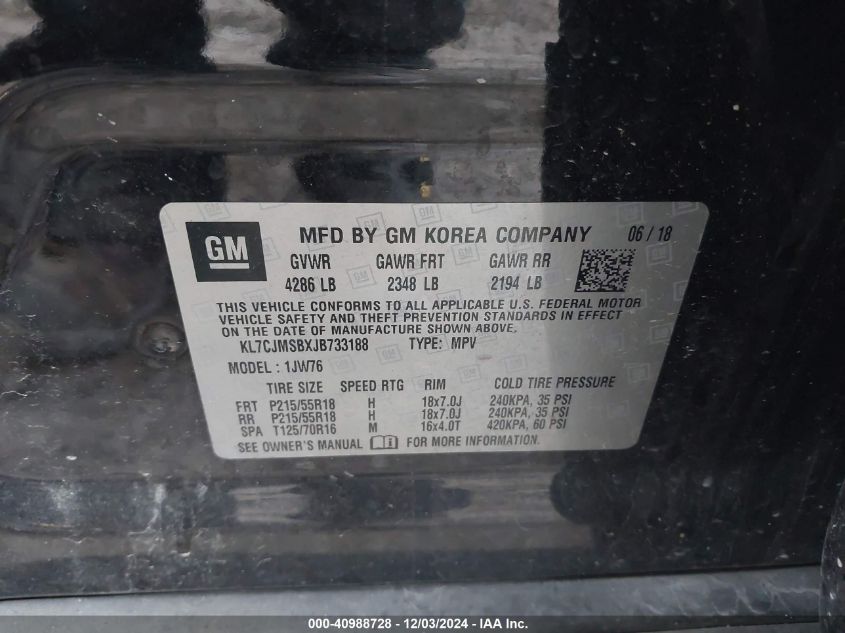 GM MFD BY GM KOREA COMPANY 06 / 18
GVWR GAWR FRT GAWR RR
4286 LB 2348 LB 2194 LB
THIS VEHICLE CONFORMS TO ALL APPLICABLE U.S. FEDERAL MOTOR
VEHICLE SAFETY AND THEFT PREVENTION STANDARDS IN EFFECT
ON THE DATE OF MANUFACTURE SHOWN ABOVE.
KL7CJMSBXJB733188 TYPE: MPV
MODEL : 1JW76
TIRE SIZE SPEED RTG RIM COLD TIRE PRESSURE
FRT P215/55R18 H 18x7.0J 240KPA, 35 PSI
RR P215/55R18 H 18x7.0J 240KPA, 35 PSI
SPA T125/70R16 M 16x4.0T 420KPA, 60 PSI
SEE OWNER'S MANUAL FOR MORE INFORMATION.
000-40988728 - 12/03/2024 - IAA, Inc.